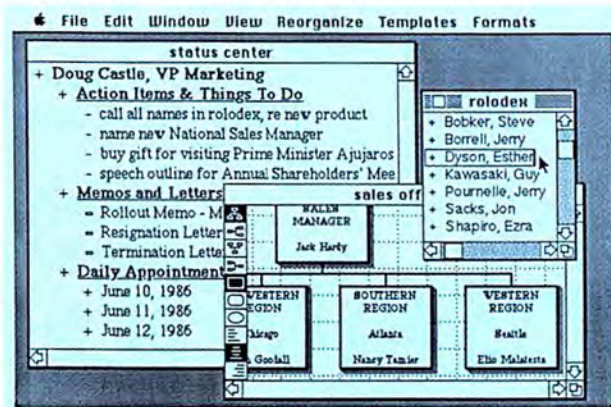 File Edit Window View Reorganize Templates Formats
status center
+ Doug Castle, VP Marketing
+ Action Items & Things To Do
- call all names in rolodex, re new product
- name new National Sales Manager
- buy gift for visiting Prime Minister Ajujaros
- speech outline for Annual Shareholders' Mee
+ Memos and Letters
Rollout Memo - M
Resignation Letter
Termination Lette
+ Daily Appointment
+ June 10, 1986
+ June 11, 1986
+ June 12, 1986
rolodex
+ Bobker, Steve
+ Borrell, Jerry
+ Dyson, Esther
+ Kawasaki, Guy
+ Pournelle, Jerry
+ Sacks, Jon
+ Shapiro, Ezra
sales off
SALES
MANAGER
Jack Hardy
WESTERN
REGION
Chicago
Goodall
SOUTHERN
REGION
Atlanta
Nancy Tamier
WESTERN
REGION
Seattle
Elio Malatesta